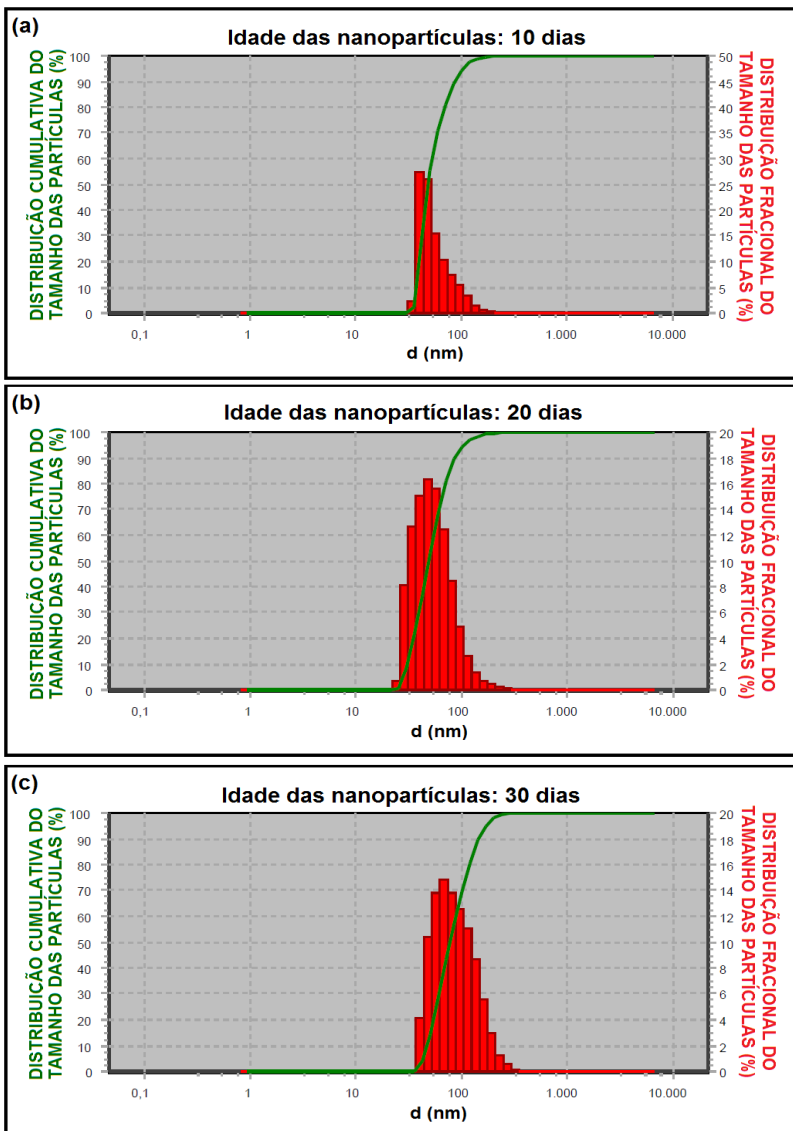 (a)
Idade das nanopartículas: 10 dias
DISTRIBUIÇÃO CUMULATIVA DO
TAMANHO DAS PARTÍCULAS (%)
100
90
80
70
60
50
40
30
20
10
0
50
45
40
35
30
25
20
15
10
5
0
DISTRIBUIÇÃO FRACIONAL DO
TAMANHO DAS PARTÍCULAS (%)
0,1 1 10 100 1.000 10.000
d (nm)
(b)
Idade das nanopartículas: 20 dias
DISTRIBUIÇÃO CUMULATIVA DO
TAMANHO DAS PARTÍCULAS (%)
100
90
80
70
60
50
40
30
20
10
0
20
18
16
14
12
10
8
6
4
2
0
DISTRIBUIÇÃO FRACIONAL DO
TAMANHO DAS PARTÍCULAS (%)
0,1 1 10 100 1.000 10.000
d (nm)
(c)
Idade das nanopartículas: 30 dias
DISTRIBUIÇÃO CUMULATIVA DO
TAMANHO DAS PARTÍCULAS (%)
100
90
80
70
60
50
40
30
20
10
0
20
18
16
14
12
10
8
6
4
2
0
DISTRIBUIÇÃO FRACIONAL DO
TAMANHO DAS PARTÍCULAS (%)
0,1 1 10 100 1.000 10.000
d (nm)